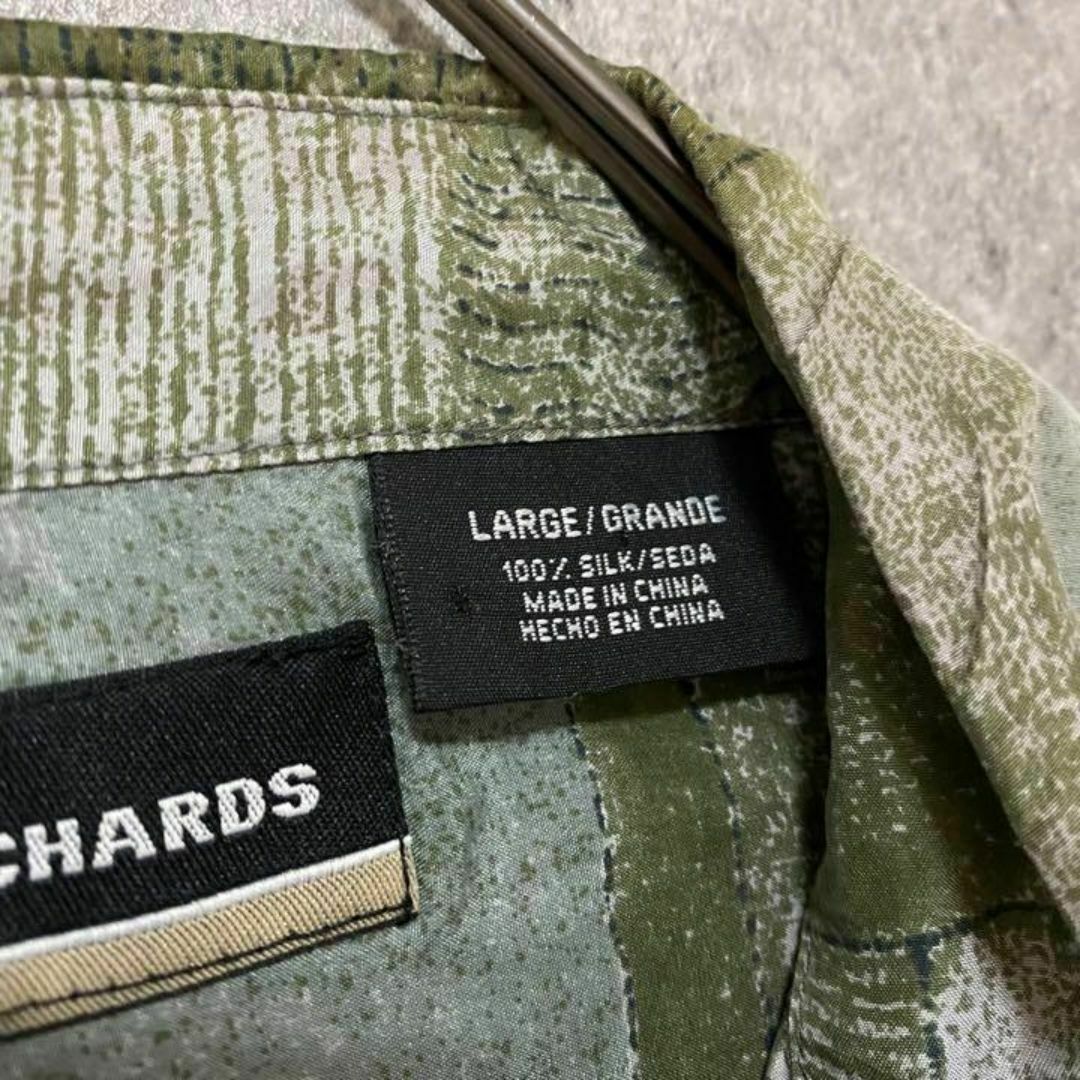 LARGE/GRANDE
100% SILK/SEDA
MADE IN CHINA
HECHO EN CHINA
CHARDS